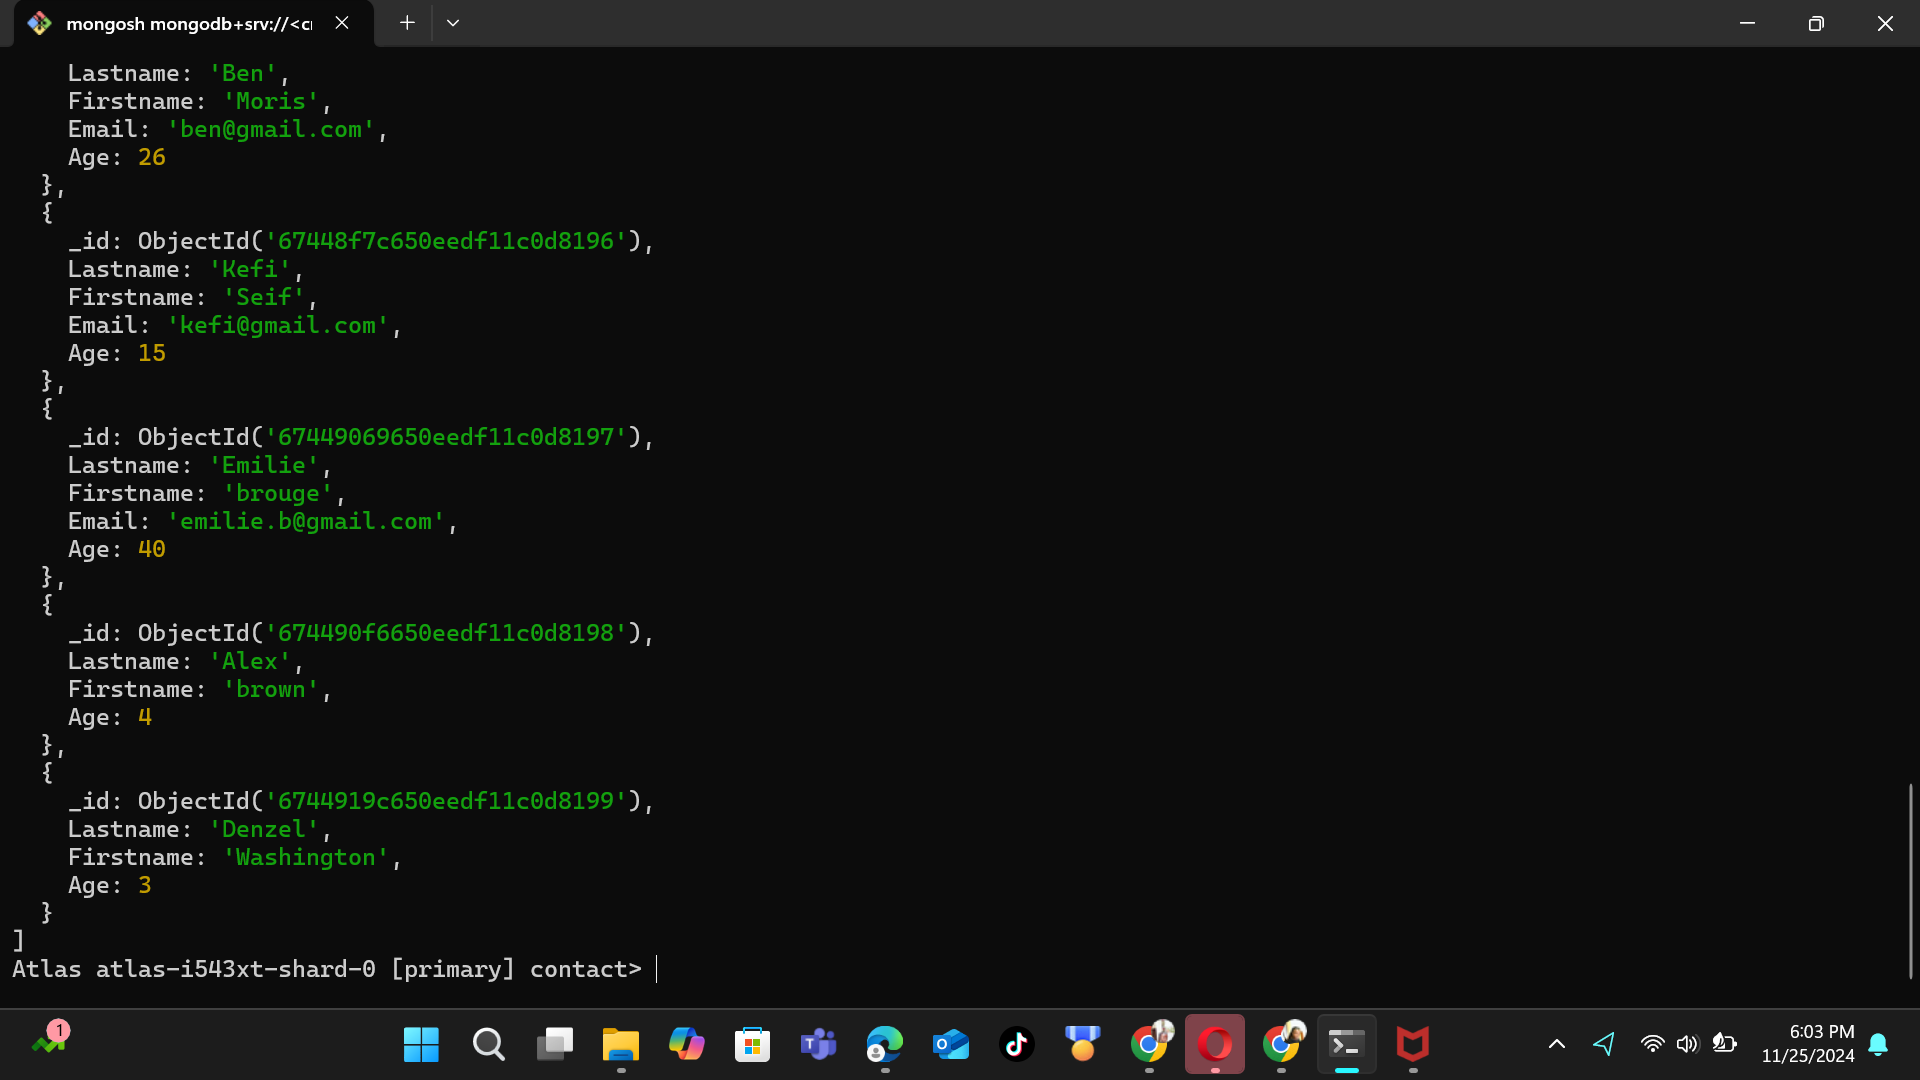 mongosh mongodb+srv://<cr
Lastname: 'Ben',
Firstname: 'Moris',
Email: 'ben@gmail.com',
Age: 26
},
{
_id: ObjectId('67448f7c650eedf11c0d8196'),
Lastname: 'Kefi',
Firstname: 'Seif',
Email: 'kefi@gmail.com',
Age: 15
},
{
_id: ObjectId('67449069650eedf11c0d8197'),
Lastname: 'Emilie',
Firstname: 'brouge',
Email: 'emilie.b@gmail.com',
Age: 40
},
{
_id: ObjectId('674490f6650eedf11c0d8198'),
Lastname: 'Alex',
Firstname: 'brown',
Age: 4
},
{
_id: ObjectId('6744919c650eedf11c0d8199'),
Lastname: 'Denzel',
Firstname: 'Washington',
Age: 3
}
]
Atlas atlas-i543xt-shard-0 [primary] contact>
1
6:03 PM
11/25/2024